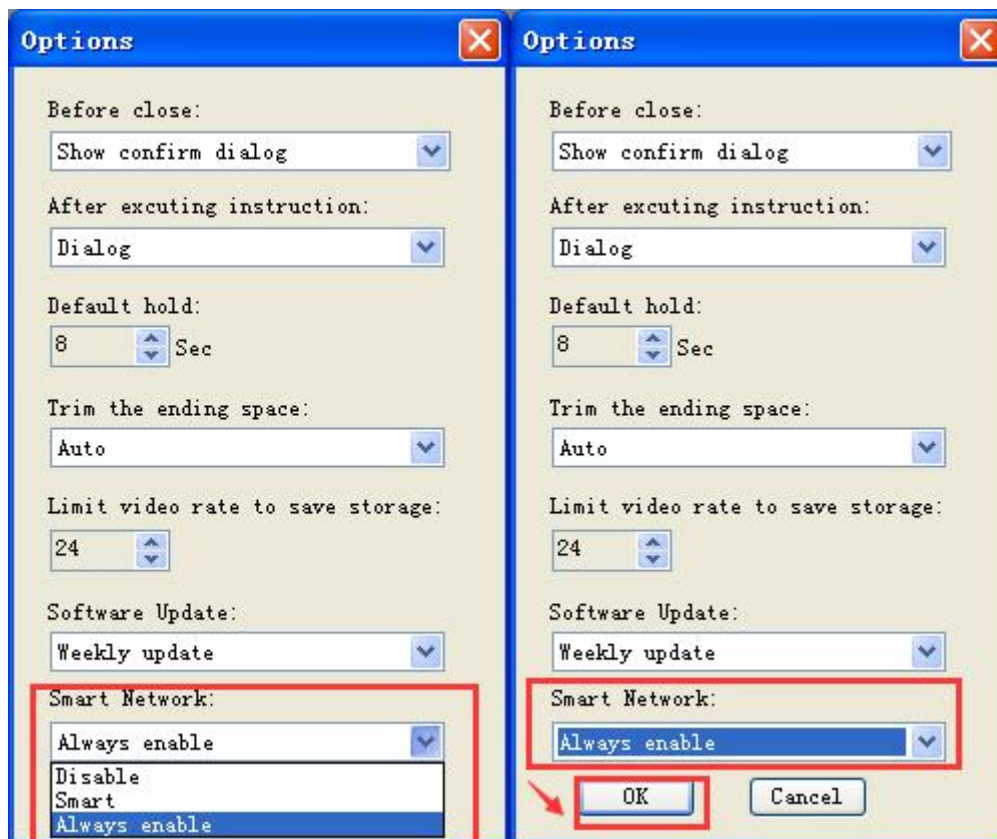 Options
Before close:
Show confirm dialog
After excuting instruction:
Dialog
Default hold:
8 Sec
Trim the ending space:
Auto
Limit video rate to save storage:
24
Software Update:
Weekly update
Smart Network:
Always enable
Disable
Smart
Always enable
Options
Before close:
Show confirm dialog
After excuting instruction:
Dialog
Default hold:
8 Sec
Trim the ending space:
Auto
Limit video rate to save storage:
24
Software Update:
Weekly update
Smart Network:
Always enable
OK Cancel